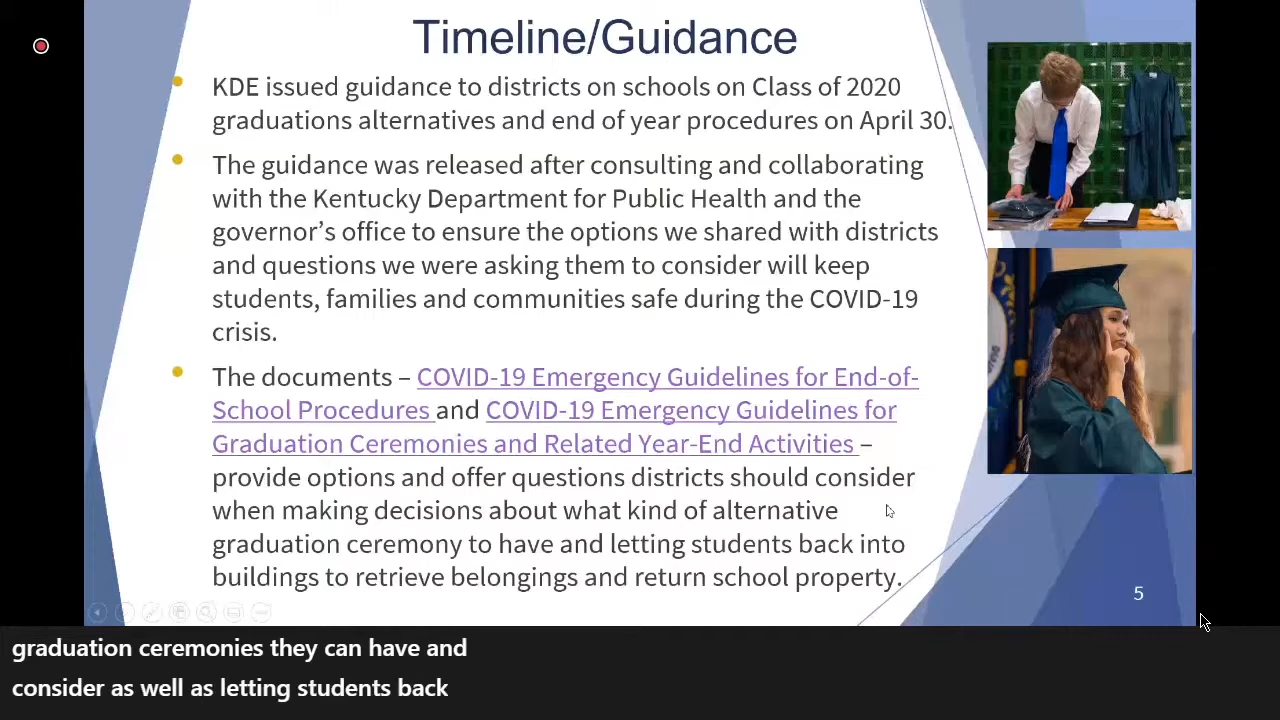 Timeline/Guidance
KDE issued guidance to districts on schools on Class of 2020
graduations alternatives and end of year procedures on April 30.
The guidance was released after consulting and collaborating
with the Kentucky Department for Public Health and the
governor’s office to ensure the options we shared with districts
and questions we were asking them to consider will keep
students, families and communities safe during the COVID-19
crisis.
The documents – COVID-19 Emergency Guidelines for End-of-
School Procedures and COVID-19 Emergency Guidelines for
Graduation Ceremonies and Related Year-End Activities –
provide options and offer questions districts should consider
when making decisions about what kind of alternative
graduation ceremony to have and letting students back into
buildings to retrieve belongings and return school property.
5
graduation ceremonies they can have and
consider as well as letting students back